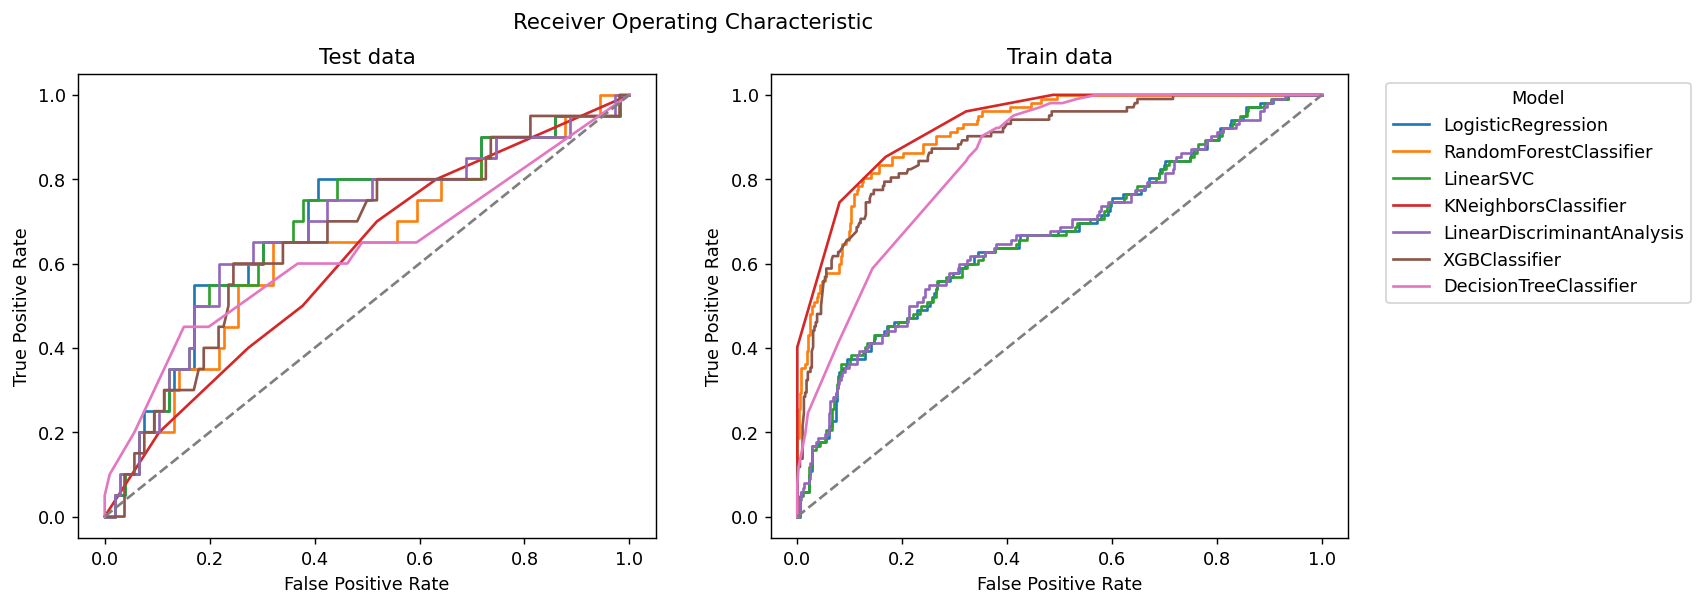 Receiver Operating Characteristic
Test data
True Positive Rate
1.0
0.8
0.6
0.4
0.2
0.0
0.0 0.2 0.4 0.6 0.8 1.0
False Positive Rate
Train data
True Positive Rate
1.0
0.8
0.6
0.4
0.2
0.0
0.0 0.2 0.4 0.6 0.8 1.0
False Positive Rate
Model
LogisticRegression
RandomForestClassifier
LinearSVC
KNeighborsClassifier
LinearDiscriminantAnalysis
XGBClassifier
DecisionTreeClassifier